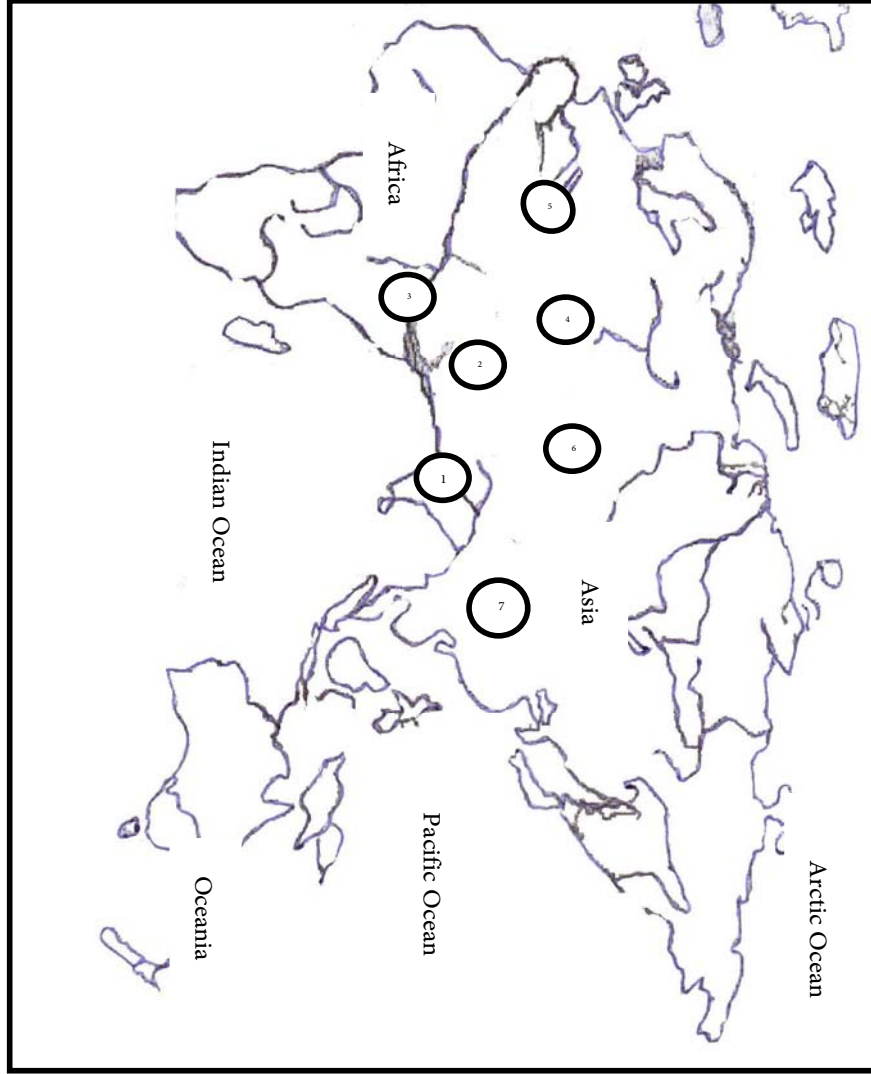 Arctic Ocean
Asia
6
4
5
7
2
1
Pacific Ocean
3
Africa
Indian Ocean
Oceania